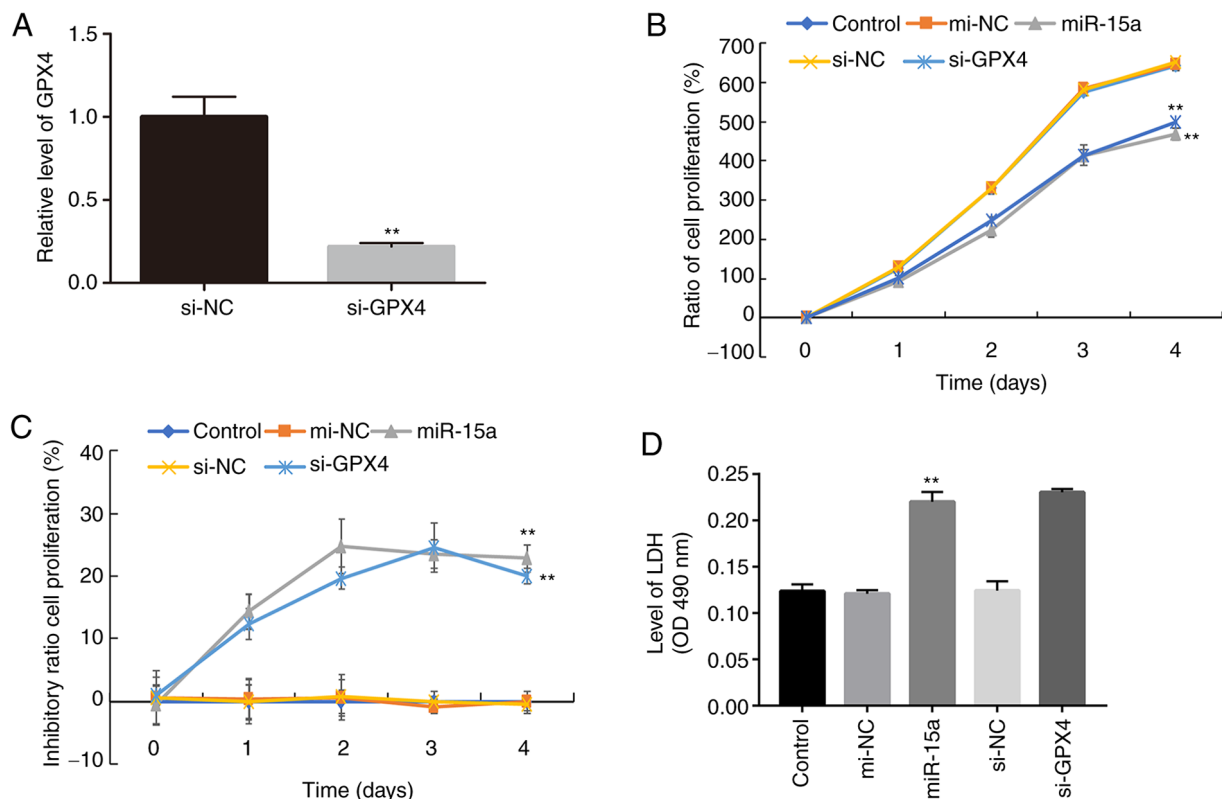 A
Relative level of GPX4
1.5
1.0
0.5
0.0
**
si-NC
si-GPX4
B
Control
mi-NC
miR-15a
si-NC
si-GPX4
Ratio of cell proliferation (%)
700
600
500
400
300
200
100
0
–100
**
**
0
1
2
3
4
Time (days)
C
Control
mi-NC
miR-15a
si-NC
si-GPX4
Inhibitory ratio cell proliferation (%)
40
30
20
10
0
–10
**
**
0
1
2
3
4
Time (days)
D
Level of LDH
(OD 490 nm)
0.25
0.20
0.15
0.10
0.05
0.00
**
Control
mi-NC
miR-15a
si-NC
si-GPX4